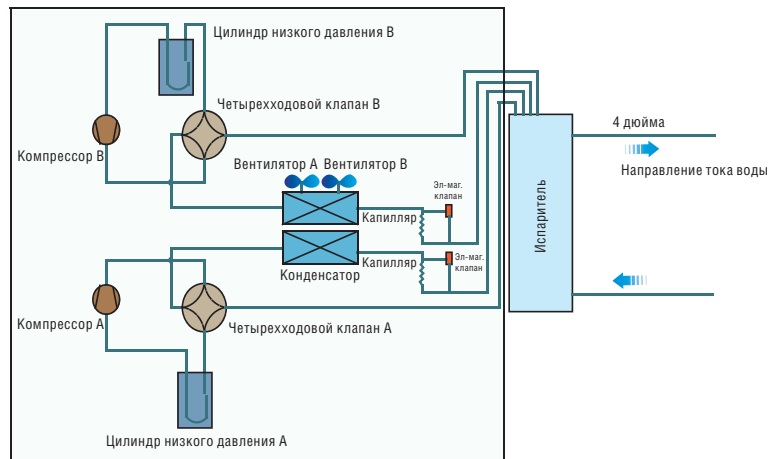 Цилиндр низкого давления В
Четырехходовой клапан В
Компрессор В
Вентилятор А
Вентилятор В
Эл-маг.
клапан
Капилляр
Капилляр
Эл-маг.
клапан
Конденсатор
Компрессор А
Четырехходовой клапан А
Цилиндр низкого давления А
Испаритель
4 дюйма
Направление тока воды